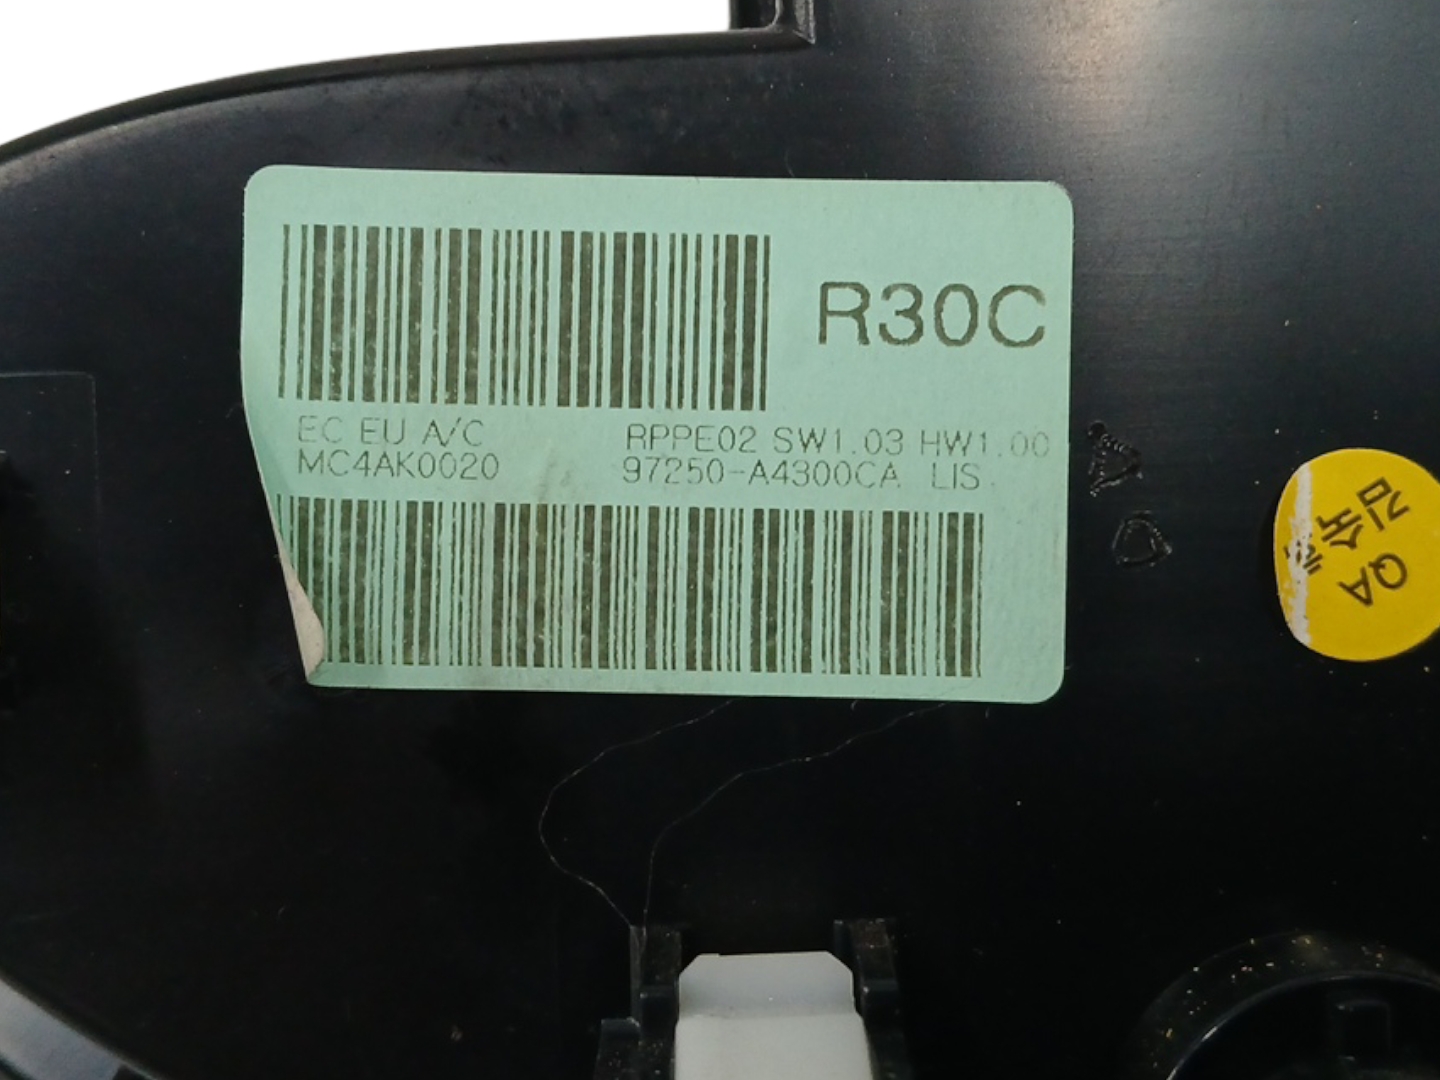 R30C
EC EU A/C
RPPE02 SW1.03 HW1.00
MC4AK0020
97250-A4300CA LIS
QA